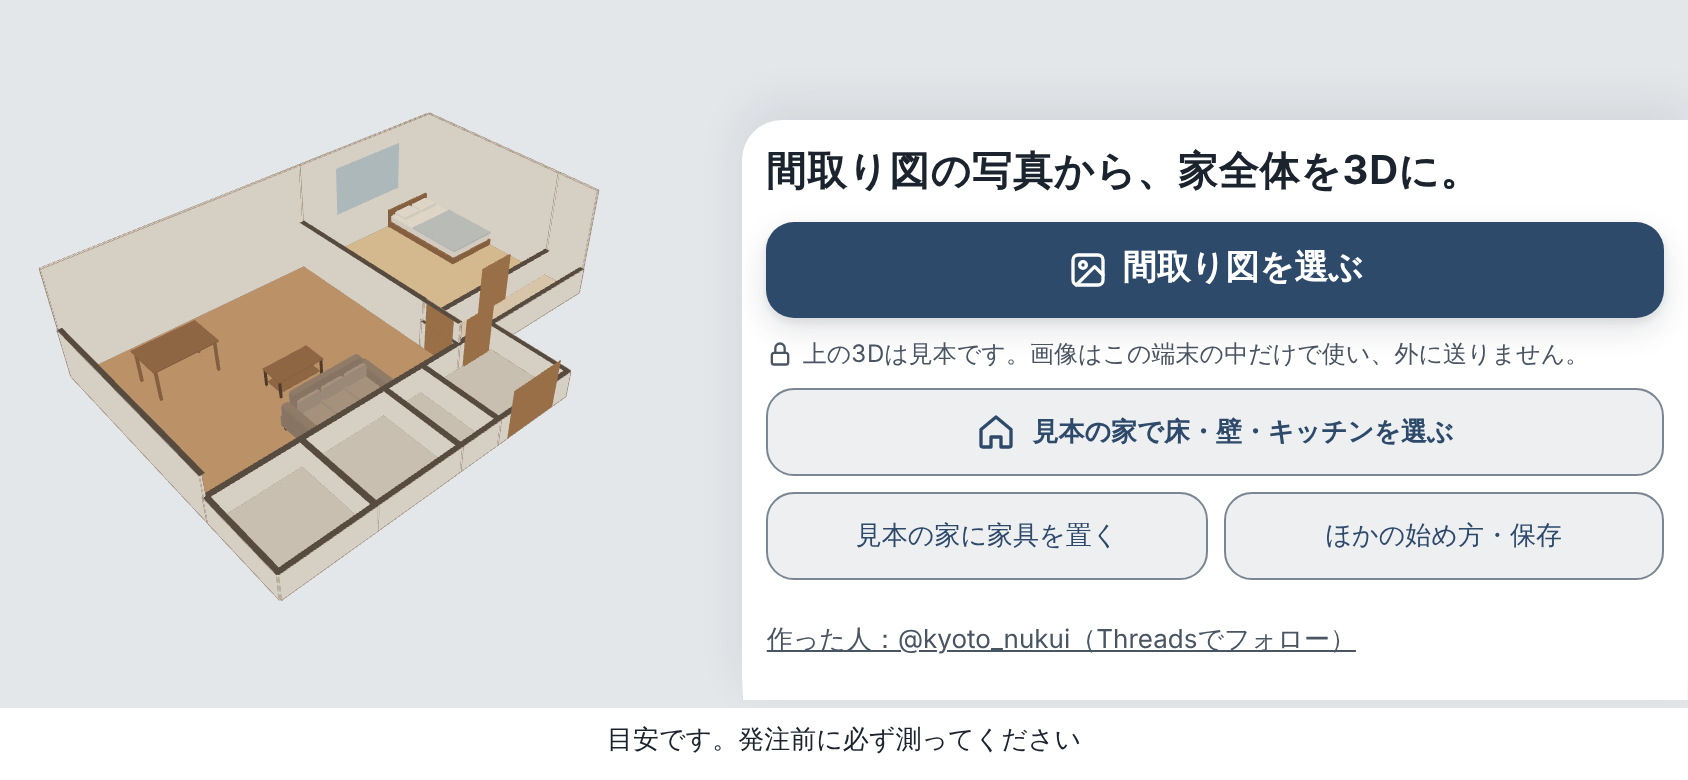 間取り図の写真から、家全体を3Dに。
間取り図を選ぶ
上の3Dは見本です。画像はこの端末の中だけで使い、外に送りません。
見本の家で床・壁・キッチンを選ぶ
見本の家に家具を置く
ほかの始め方・保存
作った人：@kyoto_nukui（Threadsでフォロー）
目安です。発注前に必ず測ってください